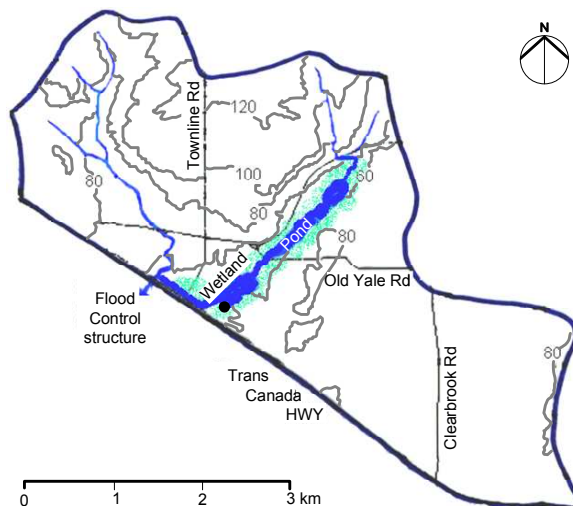 N
Townline Rd
120
100
80
80
60
80
Wetland
Pond
Old Yale Rd
Flood
Control
structure
Trans
Canada
HWY
Clearbrook Rd
80
0 1 2 3 km